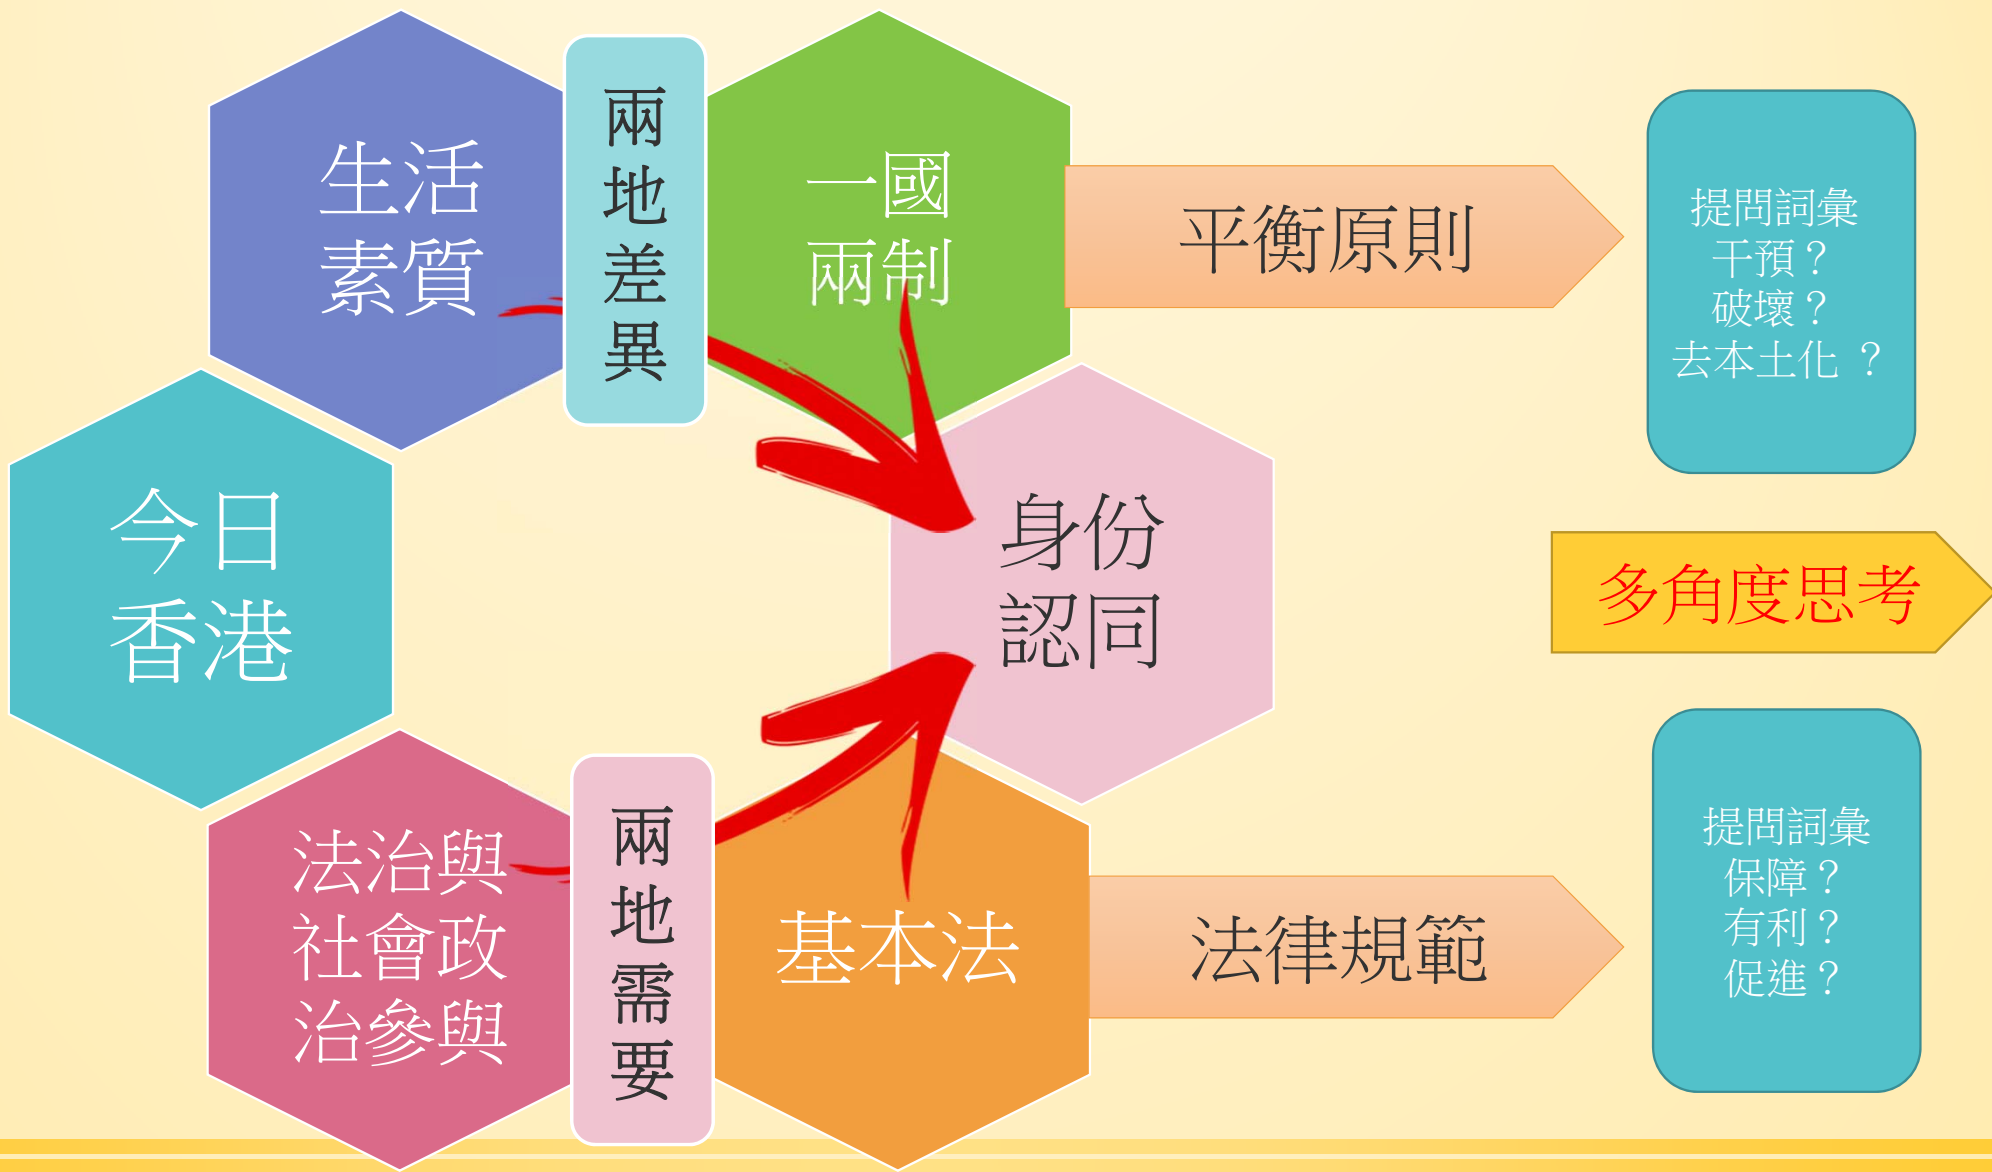 生活
素質
兩
地
差
異
一國
兩制
平衡原則
提問詞彙
干預？
破壞？
去本土化 ？
今日
香港
身份
認同
多角度思考
法治與
社會政
治參與
兩
地
需
要
基本法
法律規範
提問詞彙
保障？
有利？
促進？